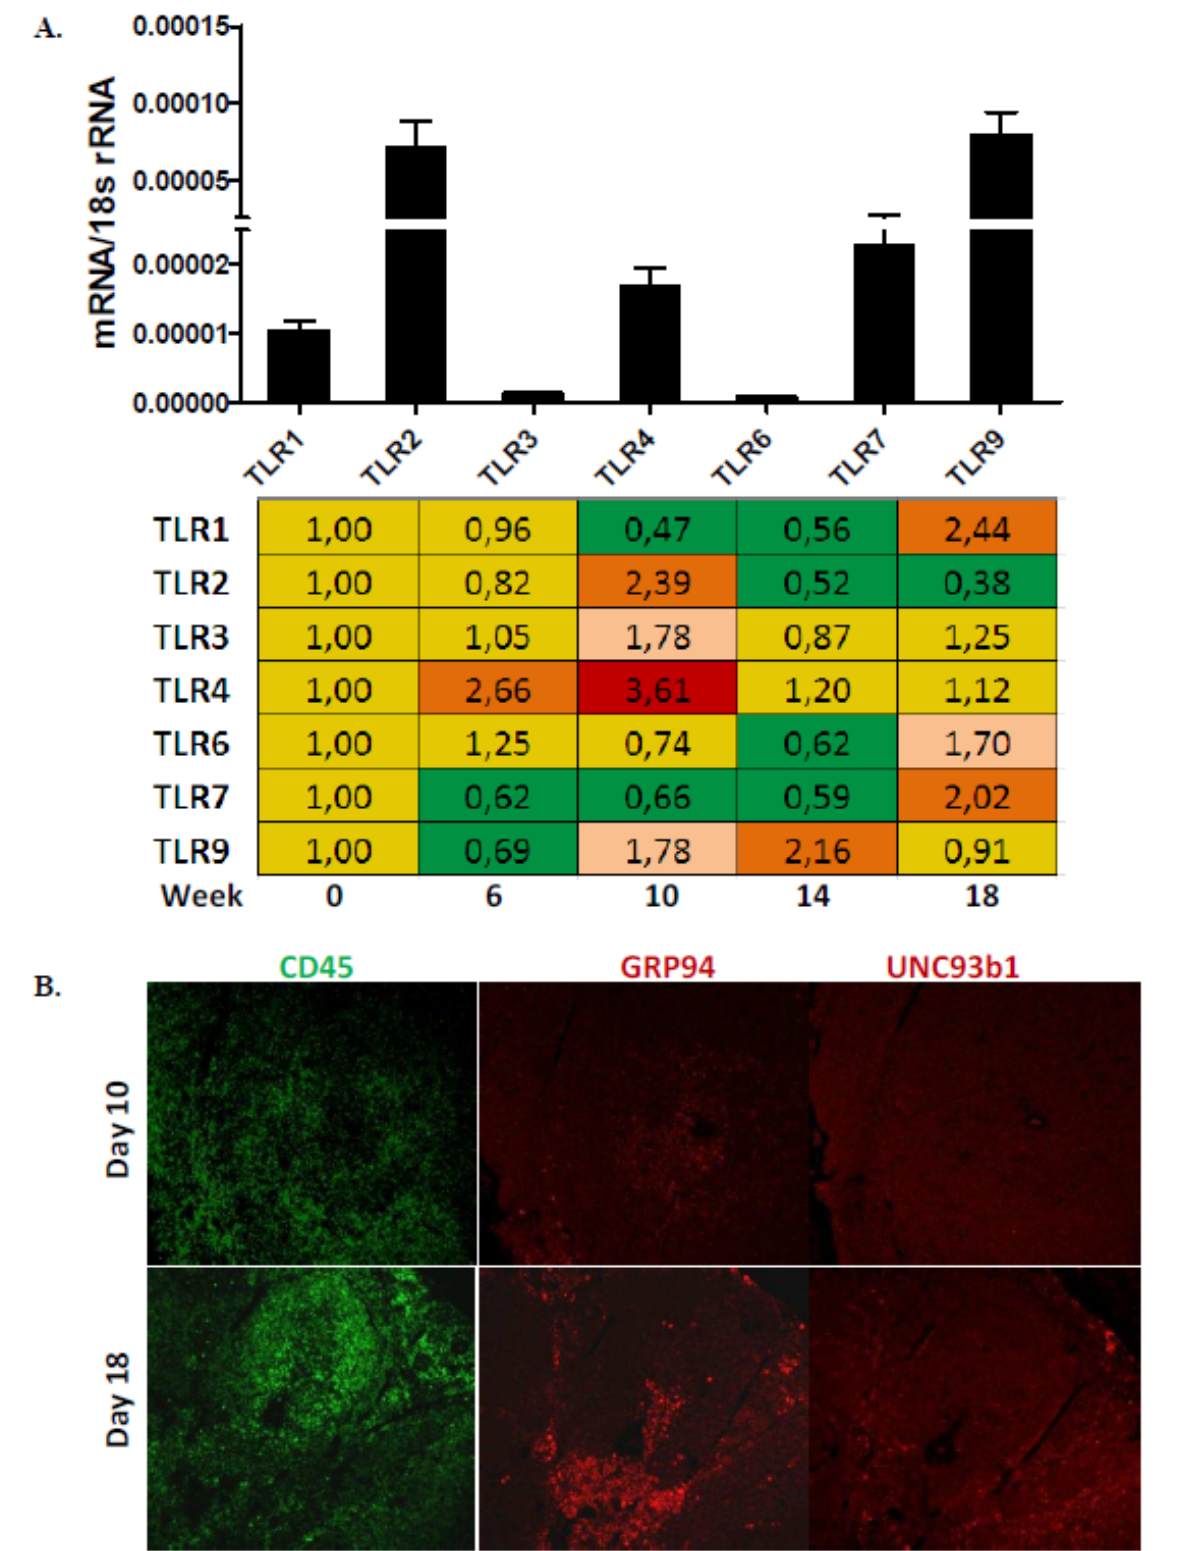 A.
mRNA/18s rRNA
0.00015
0.00010
0.00005
0.00002
0.00001
0.00000
TLR1 TLR2 TLR3 TLR4 TLR6 TLR7 TLR9
TLR1 1,00 0,96 0,47 0,56 2,44
TLR2 1,00 0,82 2,39 0,52 0,38
TLR3 1,00 1,05 1,78 0,87 1,25
TLR4 1,00 2,66 3,61 1,20 1,12
TLR6 1,00 1,25 0,74 0,62 1,70
TLR7 1,00 0,62 0,66 0,59 2,02
TLR9 1,00 0,69 1,78 2,16 0,91
Week 0 6 10 14 18
B.
CD45 GRP94 UNC93b1
Day 10
Day 18